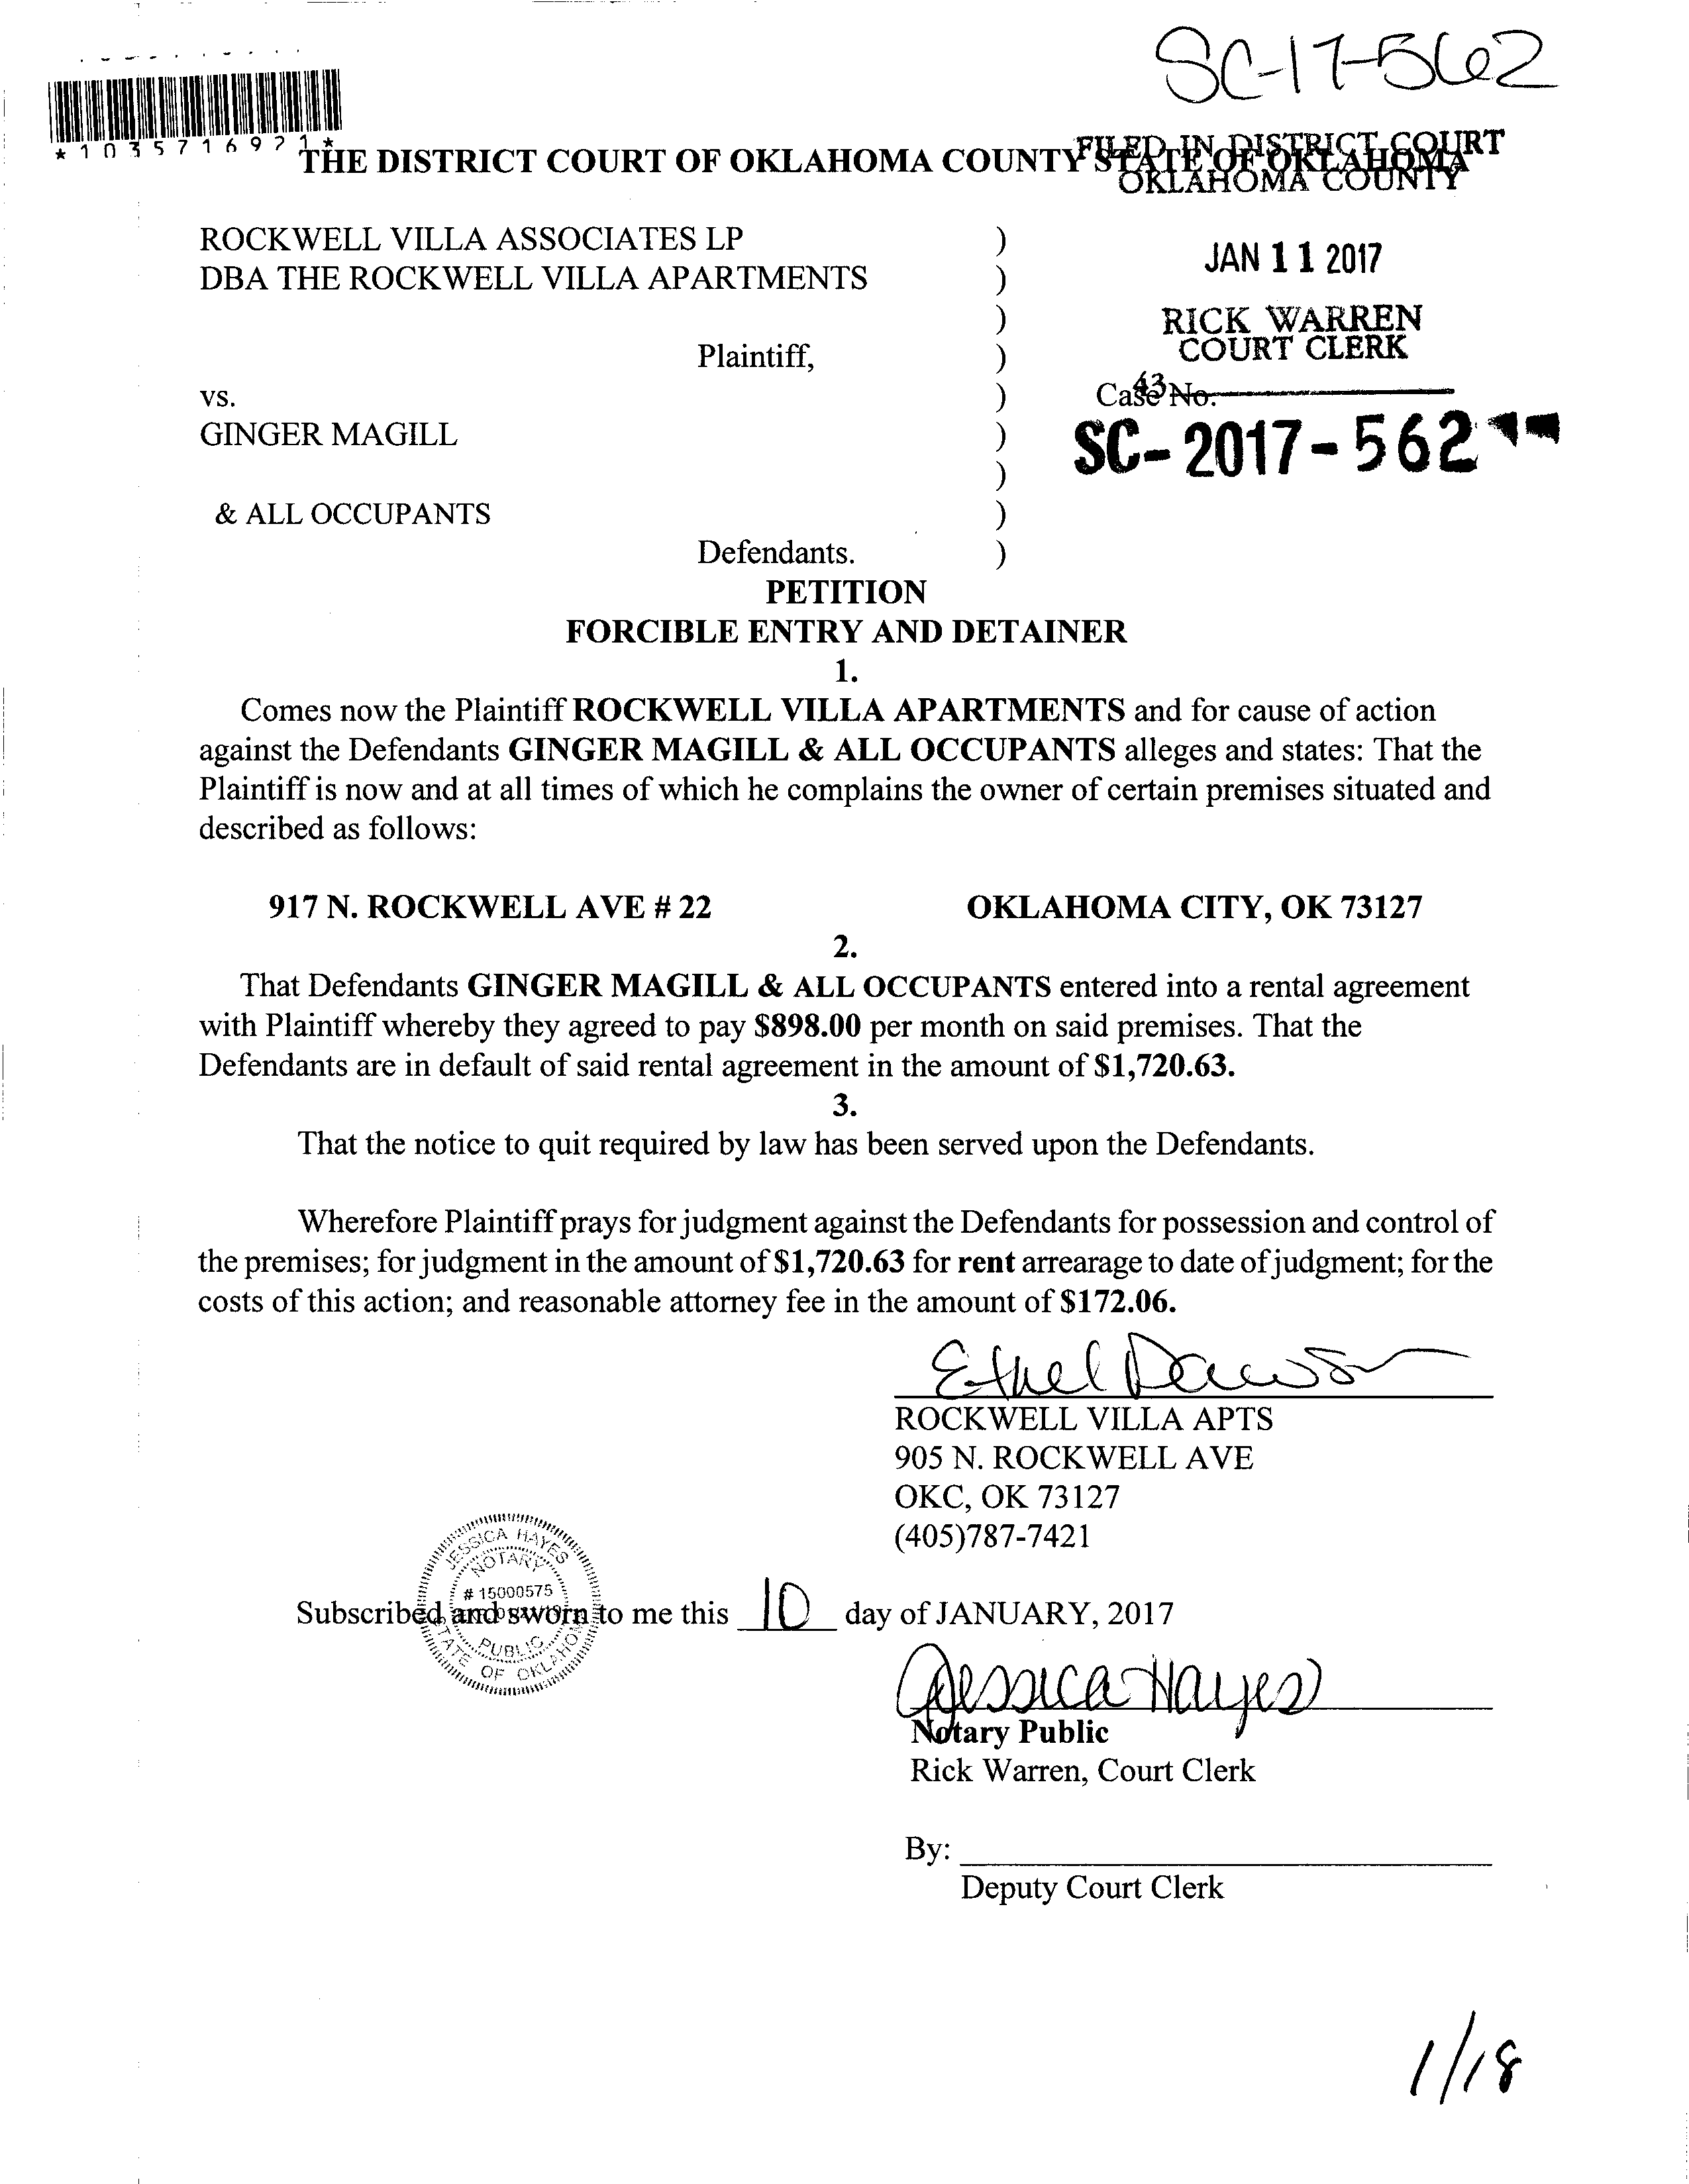 SC-17-562
*1035716971*
THE DISTRICT COURT OF OKLAHOMA COUNTY STATE OF OKLAHOMA
FILED IN DISTRICT COURT
OKLAHOMA COUNTY
ROCKWELL VILLA ASSOCIATES LP )
DBA THE ROCKWELL VILLA APARTMENTS )
JAN 11 2017
)
RICK WARREN
COURT CLERK
Plaintiff, )
43
vs. ) Case No.
GINGER MAGILL )
SC-2017-562
)
& ALL OCCUPANTS )
Defendants. )
PETITION
FORCIBLE ENTRY AND DETAINER
1.
Comes now the Plaintiff ROCKWELL VILLA APARTMENTS and for cause of action
against the Defendants GINGER MAGILL & ALL OCCUPANTS alleges and states: That the
Plaintiff is now and at all times of which he complains the owner of certain premises situated and
described as follows:
917 N. ROCKWELL AVE # 22 OKLAHOMA CITY, OK 73127
2.
That Defendants GINGER MAGILL & ALL OCCUPANTS entered into a rental agreement
with Plaintiff whereby they agreed to pay $898.00 per month on said premises. That the
Defendants are in default of said rental agreement in the amount of $1,720.63.
3.
That the notice to quit required by law has been served upon the Defendants.
Wherefore Plaintiff prays for judgment against the Defendants for possession and control of
the premises; for judgment in the amount of $1,720.63 for rent arrearage to date of judgment; for the
costs of this action; and reasonable attorney fee in the amount of $172.06.
Ethel Dawson
ROCKWELL VILLA APTS
905 N. ROCKWELL AVE
OKC, OK 73127
(405)787-7421
JESSICA HAYES
NOTARY
# 15000575
Subscribed and sworn to me this 10 day of JANUARY, 2017
PUBLIC
STATE OF OKLAHOMA
Jessica Hayes
Notary Public
Rick Warren, Court Clerk
By:
Deputy Court Clerk
1/18